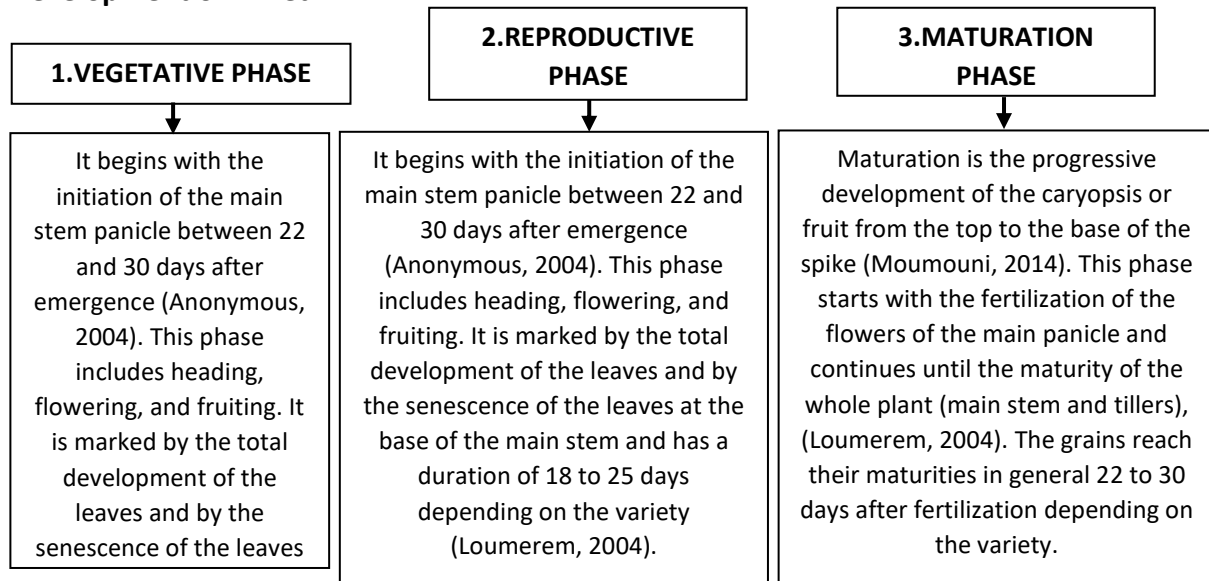 1.VEGETATIVE PHASE
It begins with the
initiation of the main
stem panicle between 22
and 30 days after
emergence (Anonymous,
2004). This phase
includes heading,
flowering, and fruiting. It
is marked by the total
development of the
leaves and by the
senescence of the leaves
2.REPRODUCTIVE
PHASE
It begins with the initiation of the
main stem panicle between 22 and
30 days after emergence
(Anonymous, 2004). This phase
includes heading, flowering, and
fruiting. It is marked by the total
development of the leaves and by
the senescence of the leaves at the
base of the main stem and has a
duration of 18 to 25 days
depending on the variety
(Loumerem, 2004).
3.MATURATION
PHASE
Maturation is the progressive
development of the caryopsis or
fruit from the top to the base of the
spike (Moumouni, 2014). This phase
starts with the fertilization of the
flowers of the main panicle and
continues until the maturity of the
whole plant (main stem and tillers),
(Loumerem, 2004). The grains reach
their maturities in general 22 to 30
days after fertilization depending on
the variety.